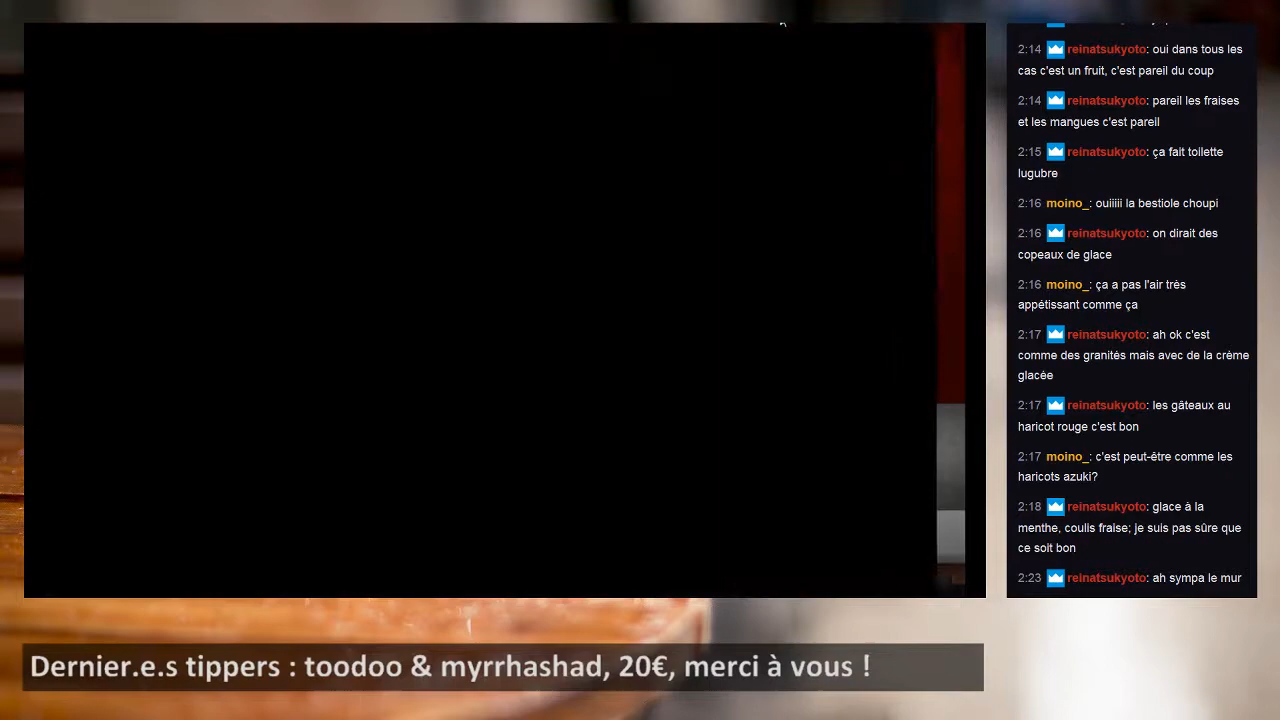 2:14 reinatsukyoto: oui dans tous les
cas c'est un fruit, c'est pareil du coup
2:14 reinatsukyoto: pareil les fraises
et les mangues c'est pareil
2:15 reinatsukyoto: ça fait toilette
lugubre
2:16 moino_: ouiiiii la bestiole choupi
2:16 reinatsukyoto: on dirait des
copeaux de glace
2:16 moino_: ça a pas l'air très
appétissant comme ça
2:17 reinatsukyoto: ah ok c'est
comme des granités mais avec de la crème
glacée
2:17 reinatsukyoto: les gâteaux au
haricot rouge c'est bon
2:17 moino_: c'est peut-être comme les
haricots azuki?
2:18 reinatsukyoto: glace à la
menthe, coulis fraise; je suis pas sûre que
ce soit bon
2:23 reinatsukyoto: ah sympa le mur
Dernier.e.s tippers : toodoo & myrrhashad, 20€, merci à vous !